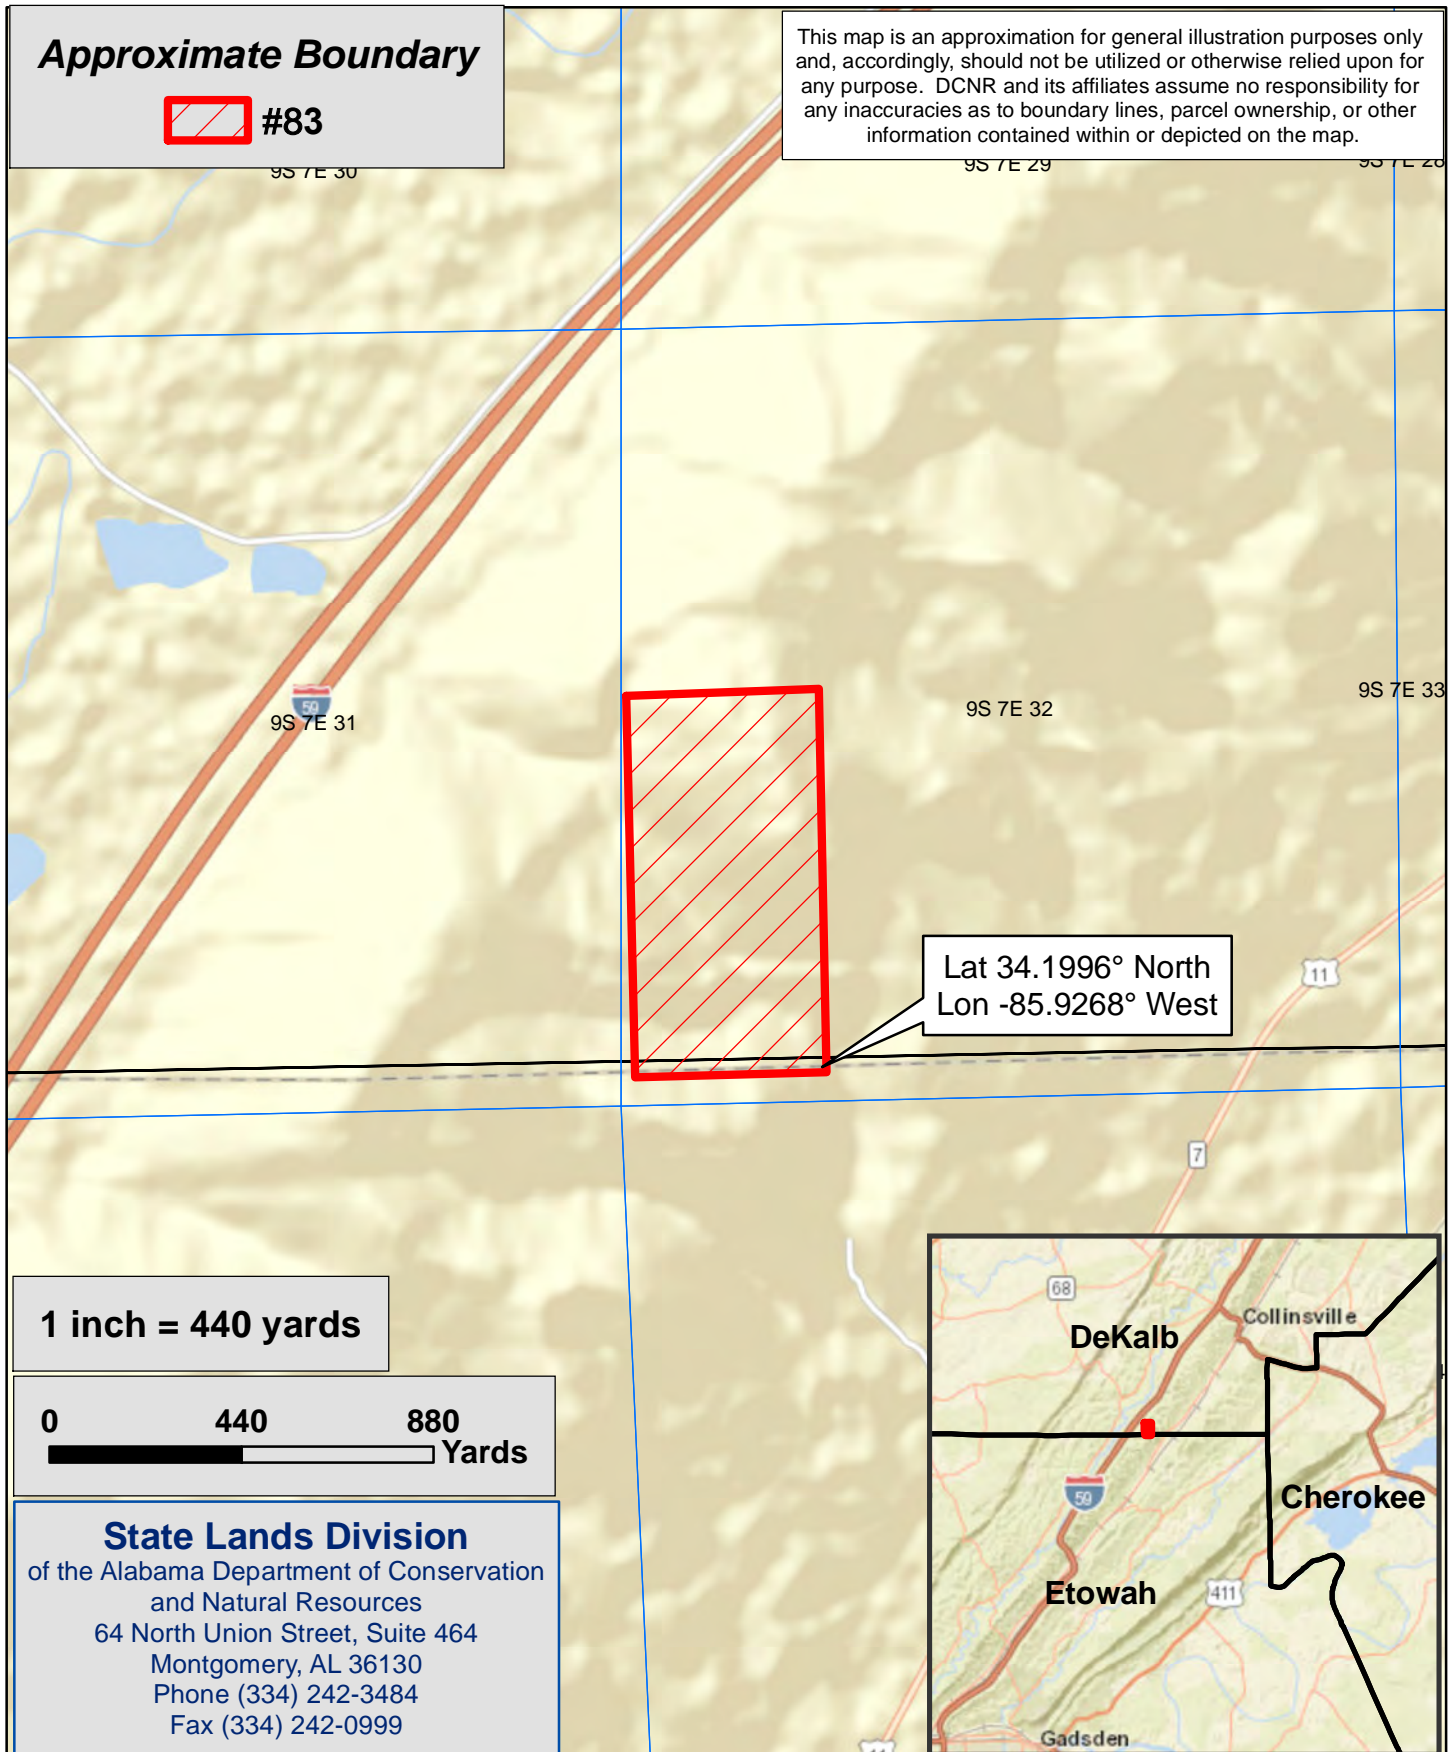 Approximate Boundary
#83
This map is an approximation for general illustration purposes only
and, accordingly, should not be utilized or otherwise relied upon for
any purpose. DCNR and its affiliates assume no responsibility for
any inaccuracies as to boundary lines, parcel ownership, or other
information contained within or depicted on the map.
9S 7E 30
9S 7E 29
9S 7E 28
59
9S 7E 31
9S 7E 32
9S 7E 33
Lat 34.1996° North
Lon -85.9268° West
11
7
1 inch = 440 yards
0 440 880
Yards
State Lands Division
of the Alabama Department of Conservation
and Natural Resources
64 North Union Street, Suite 464
Montgomery, AL 36130
Phone (334) 242-3484
Fax (334) 242-0999
68
Collinsville
DeKalb
59
Cherokee
Etowah
411
Gadsden